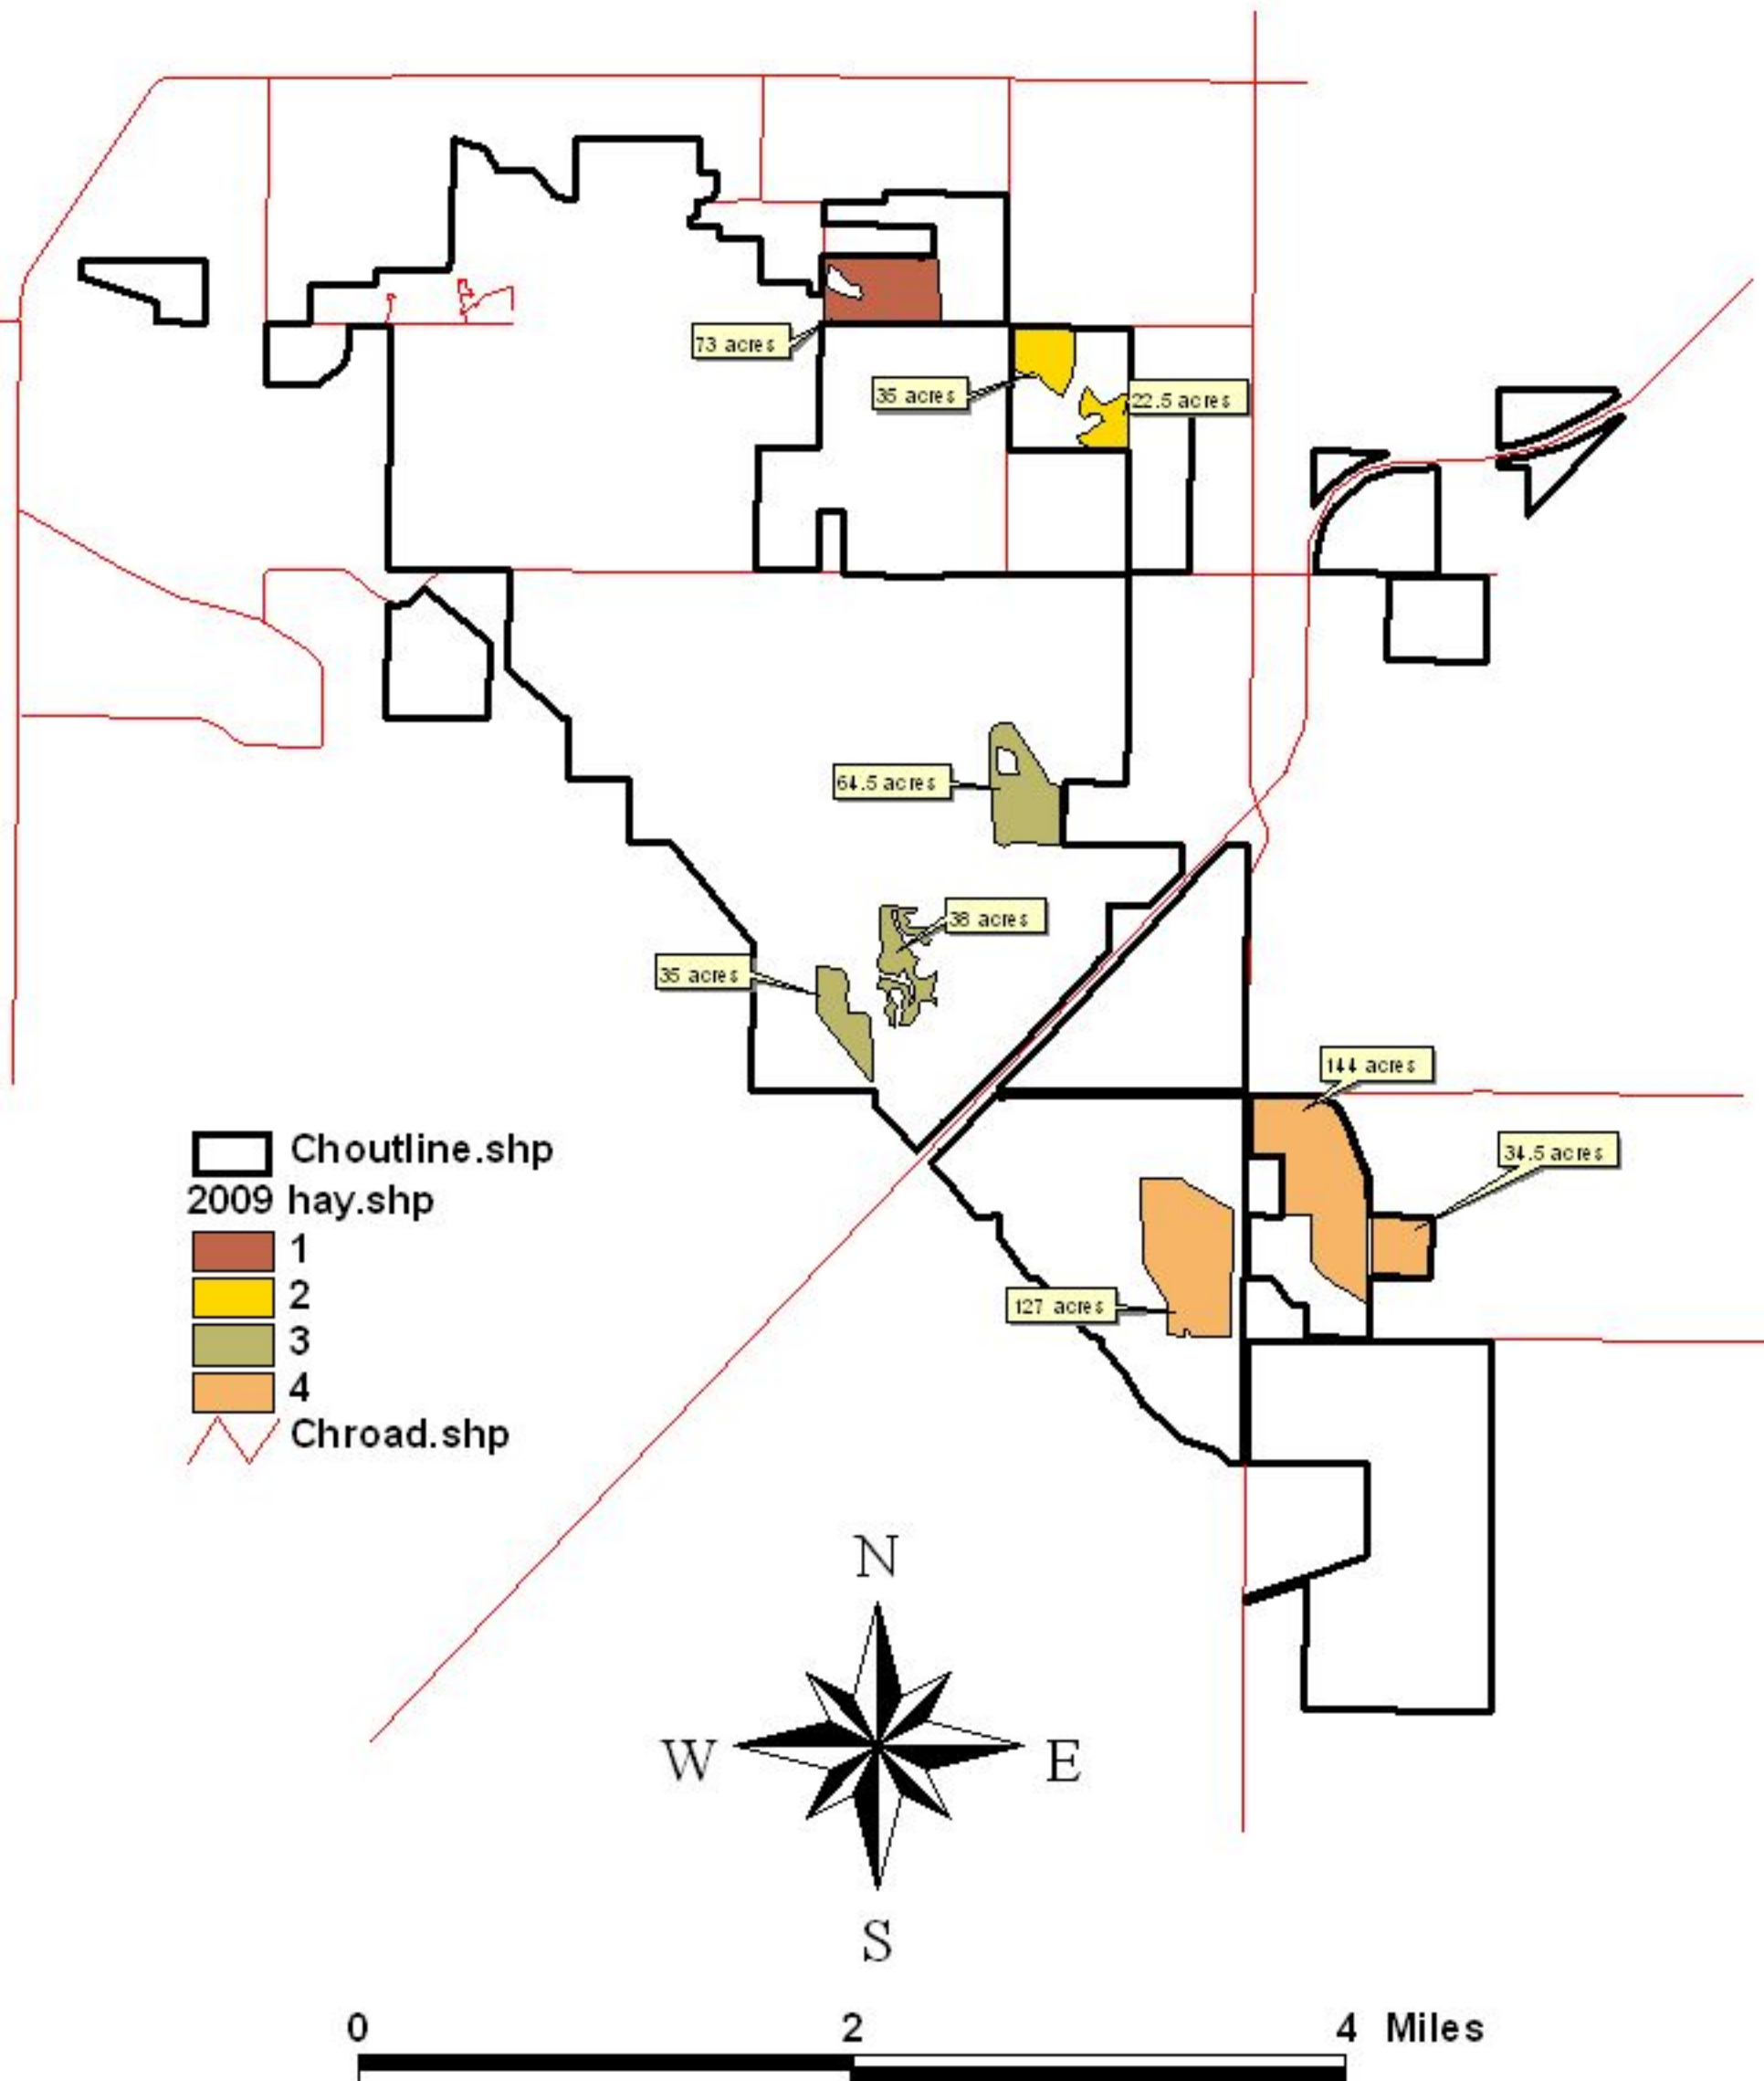 73 acres
35 acres
22.5 acres
64.5 acres
38 acres
35 acres
144 acres
34.5 acres
127 acres
Choutline.shp
2009 hay.shp
1
2
3
4
Chroad.shp
N
W E
S
0 2 4 Miles